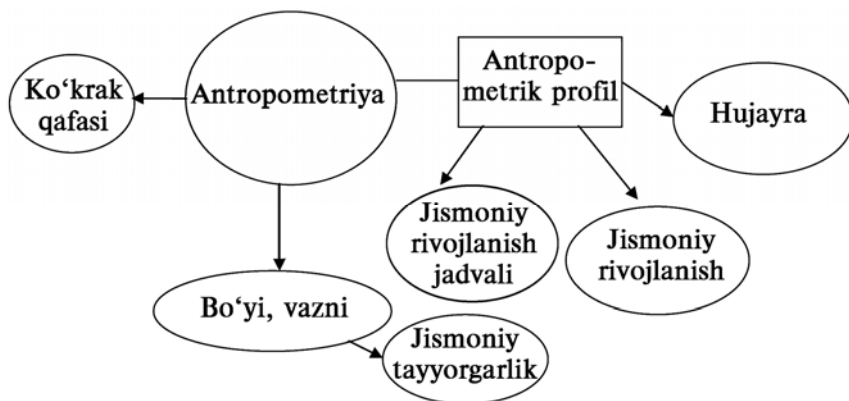 Ko‘krak
qafasi
Antropometriya
Antropo-
metrik profil
Hujayra
Jismoniy
rivojlanish
jadvali
Jismoniy
rivojlanish
Bo‘yi, vazni
Jismoniy
tayyorgarlik